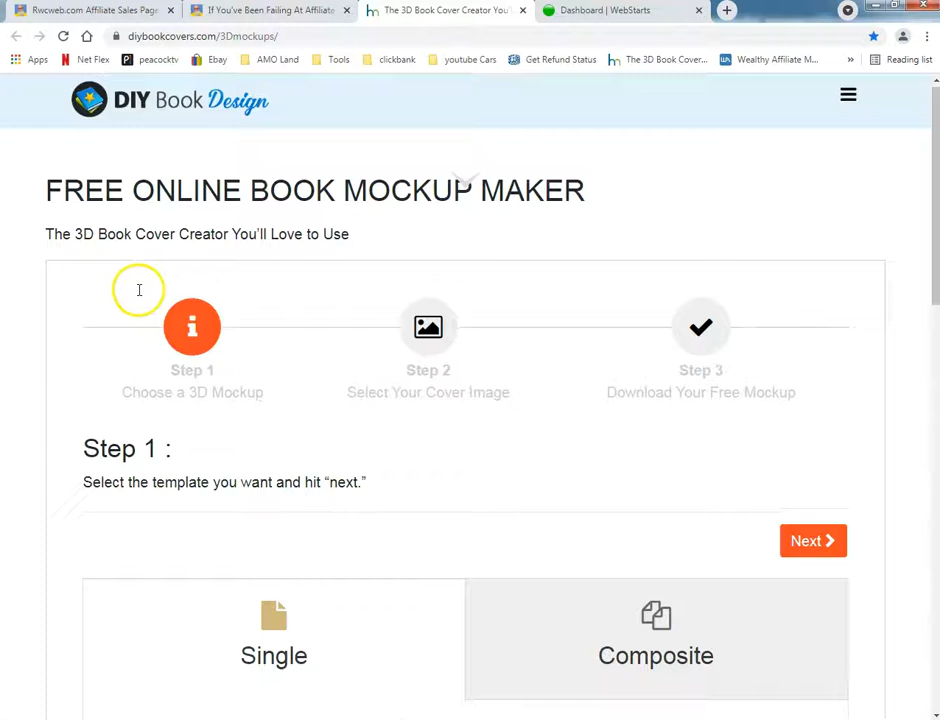 Rwcweb.com Affiliate Sales Page
If You've Been Failing At Affiliate
The 3D Book Cover Creator You'
Dashboard | WebStarts
diybookcovers.com/3Dmockups/
Apps Net Flex peacocktv Ebay AMO Land Tools clickbank youtube Cars Get Refund Status The 3D Book Cover... Wealthy Affiliate M... » Reading list
DIY Book Design
FREE ONLINE BOOK MOCKUP MAKER
The 3D Book Cover Creator You'll Love to Use
Step 1 Step 2 Step 3
Choose a 3D Mockup Select Your Cover Image Download Your Free Mockup
Step 1 :
Select the template you want and hit “next.”
Next
Single Composite